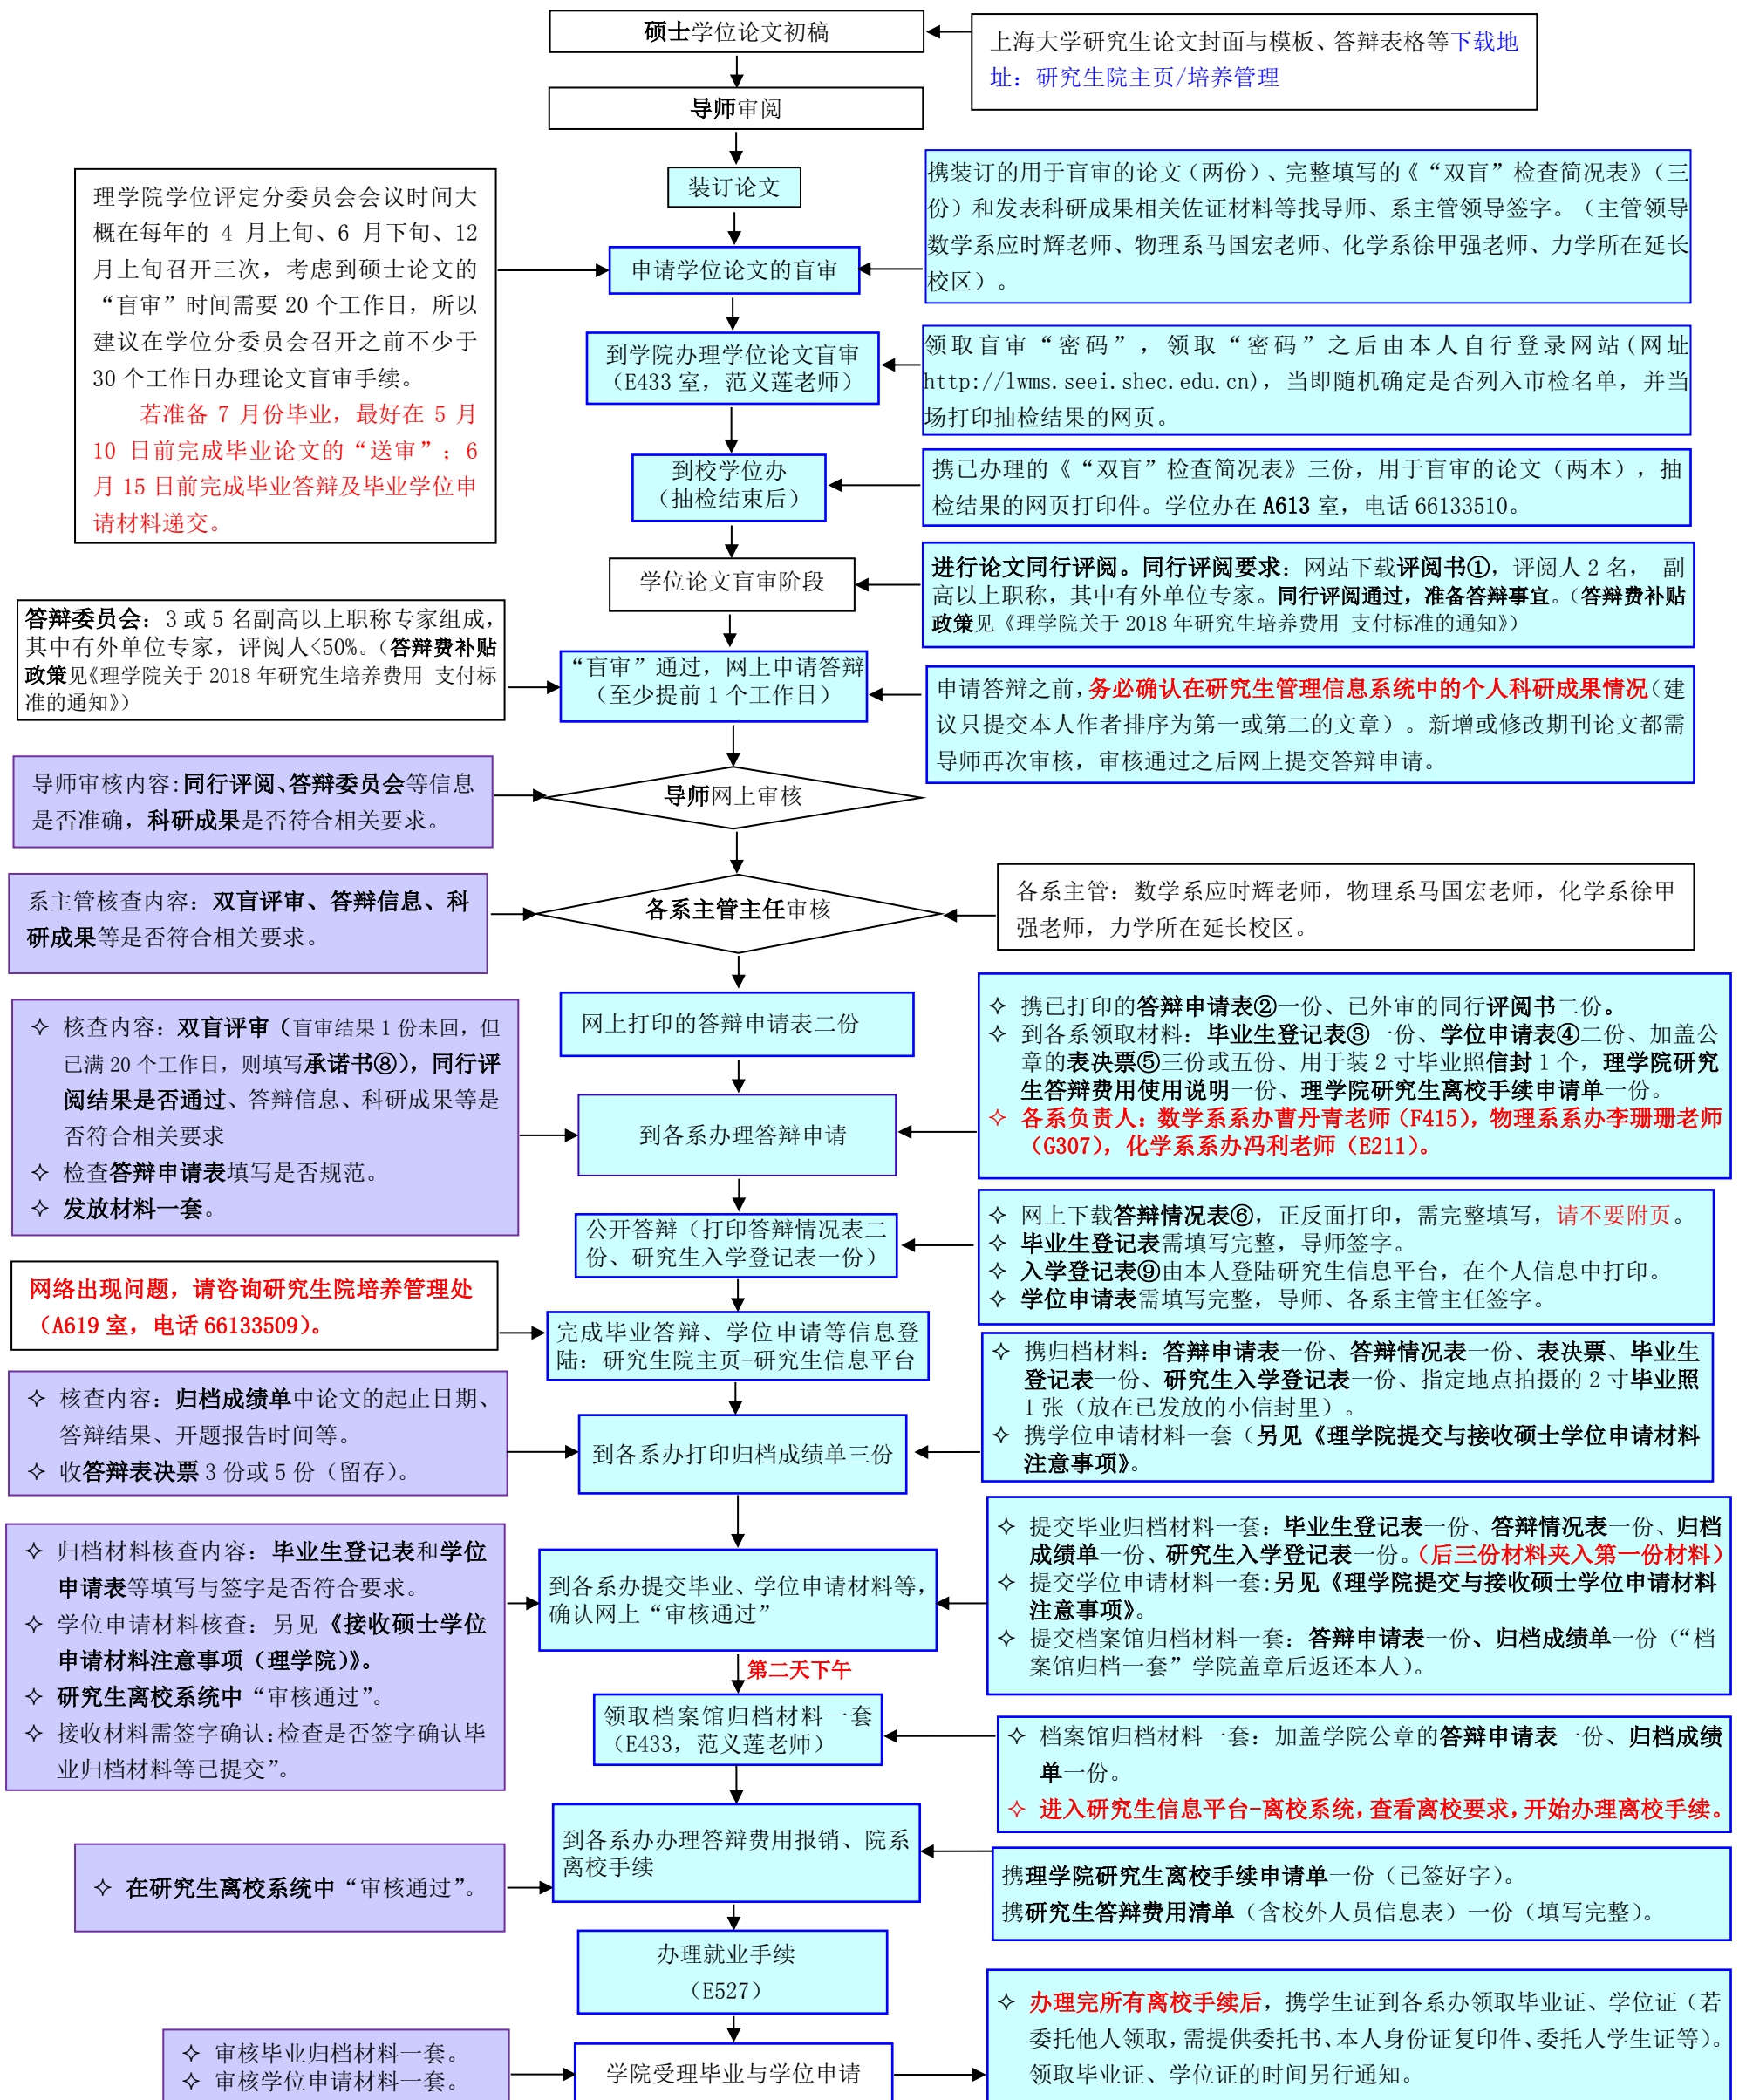 硕士学位论文初稿
上海大学研究生论文封面与模板、答辩表格等下载地
址：研究生院主页/培养管理
导师审阅
装订论文
携装订的用于盲审的论文（两份）、完整填写的《“双盲”检查简况表》（三
份）和发表科研成果相关佐证材料等找导师、系主管领导签字。（主管领导
数学系应时辉老师、物理系马国宏老师、化学系徐甲强老师、力学所在延长
校区）。
理学院学位评定分委员会会议时间大
概在每年的 4 月上旬、6 月下旬、12
月上旬召开三次，考虑到硕士论文的
“盲审”时间需要 20 个工作日，所以
建议在学位分委员会召开之前不少于
30 个工作日办理论文盲审手续。
若准备 7 月份毕业，最好在 5 月
10 日前完成毕业论文的“送审”；6
月 15 日前完成毕业答辩及毕业学位申
请材料递交。
申请学位论文的盲审
到学院办理学位论文盲审
（E433 室，范义莲老师）
领取盲审“密码”，领取“密码”之后由本人自行登录网站(网址
http://lwms.seei.shec.edu.cn)，当即随机确定是否列入市检名单，并当
场打印抽检结果的网页。
到校学位办
（抽检结束后）
携已办理的《“双盲”检查简况表》三份，用于盲审的论文（两本），抽
检结果的网页打印件。学位办在 A613 室，电话 66133510。
学位论文盲审阶段
进行论文同行评阅。同行评阅要求：网站下载评阅书①，评阅人 2 名， 副
高以上职称，其中有外单位专家。同行评阅通过，准备答辩事宜。（答辩费补贴
政策见《理学院关于 2018 年研究生培养费用 支付标准的通知》）
答辩委员会：3 或 5 名副高以上职称专家组成，
其中有外单位专家，评阅人<50%。（答辩费补贴
政策见《理学院关于 2018 年研究生培养费用 支付标
准的通知》）
“盲审”通过，网上申请答辩
（至少提前 1 个工作日）
申请答辩之前，务必确认在研究生管理信息系统中的个人科研成果情况（建
议只提交本人作者排序为第一或第二的文章）。新增或修改期刊论文都需
导师再次审核，审核通过之后网上提交答辩申请。
导师审核内容：同行评阅、答辩委员会等信息
是否准确，科研成果是否符合相关要求。
导师网上审核
系主管核查内容：双盲评审、答辩信息、科
研成果等是否符合相关要求。
各系主管主任审核
各系主管：数学系应时辉老师，物理系马国宏老师，化学系徐甲
强老师，力学所在延长校区。
网上打印的答辩申请表二份
✧ 核查内容：双盲评审（盲审结果 1 份未回，但
已满 20 个工作日，则填写承诺书⑧），同行评
阅结果是否通过、答辩信息、科研成果等是
否符合相关要求
✧ 检查答辩申请表填写是否规范。
✧ 发放材料一套。
到各系办理答辩申请
✧ 携已打印的答辩申请表②一份、已外审的同行评阅书二份。
✧ 到各系领取材料：毕业生登记表③一份、学位申请表④二份、加盖公
章的表决票⑤三份或五份、用于装 2 寸毕业照信封 1 个，理学院研究
生答辩费用使用说明一份、理学院研究生离校手续申请单一份。
✧ 各系负责人：数学系系办曹丹青老师（F415），物理系系办李珊珊老师
（G307），化学系系办冯利老师（E211）。
公开答辩（打印答辩情况表二
份、研究生入学登记表一份）
✧ 网上下载答辩情况表⑥，正反面打印，需完整填写，请不要附页。
✧ 毕业生登记表需填写完整，导师签字。
✧ 入学登记表⑨由本人登陆研究生信息平台，在个人信息中打印。
✧ 学位申请表需填写完整，导师、各系主管主任签字。
网络出现问题，请咨询研究生院培养管理处
（A619 室，电话 66133509）。
完成毕业答辩、学位申请等信息登
陆：研究生院主页-研究生信息平台
✧ 携归档材料：答辩申请表一份、答辩情况表一份、表决票、毕业生
登记表一份、研究生入学登记表一份、指定地点拍摄的 2 寸毕业照
1 张（放在已发放的小信封里）。
✧ 携学位申请材料一套（另见《理学院提交与接收硕士学位申请材料
注意事项》。
✧ 核查内容：归档成绩单中论文的起止日期、
答辩结果、开题报告时间等。
✧ 收答辩表决票 3 份或 5 份（留存）。
到各系办打印归档成绩单三份
✧ 归档材料核查内容：毕业生登记表和学位
申请表等填写与签字是否符合要求。
✧ 学位申请材料核查：另见《接收硕士学位
申请材料注意事项（理学院）》。
✧ 研究生离校系统中“审核通过”。
✧ 接收材料需签字确认：检查是否签字确认毕
业归档材料等已提交”。
到各系办提交毕业、学位申请材料等，
确认网上“审核通过”
✧ 提交毕业归档材料一套：毕业生登记表一份、答辩情况表一份、归档
成绩单一份、研究生入学登记表一份。（后三份材料夹入第一份材料）
✧ 提交学位申请材料一套：另见《理学院提交与接收硕士学位申请材料
注意事项》。
✧ 提交档案馆归档材料一套：答辩申请表一份、归档成绩单一份（“档
案馆归档一套”学院盖章后返还本人）。
第二天下午
领取档案馆归档材料一套
（E433，范义莲老师）
✧ 档案馆归档材料一套：加盖学院公章的答辩申请表一份、归档成绩
单一份。
✧ 进入研究生信息平台-离校系统，查看离校要求，开始办理离校手续。
到各系办办理答辩费用报销、院系
离校手续
✧ 在研究生离校系统中“审核通过”。
携理学院研究生离校手续申请单一份（已签好字）。
携研究生答辩费用清单（含校外人员信息表）一份（填写完整）。
办理就业手续
（E527）
✧ 办理完所有离校手续后，携学生证到各系办领取毕业证、学位证（若
委托他人领取，需提供委托书、本人身份证复印件、委托人学生证等）。
领取毕业证、学位证的时间另行通知。
✧ 审核毕业归档材料一套。
✧ 审核学位申请材料一套。
学院受理毕业与学位申请